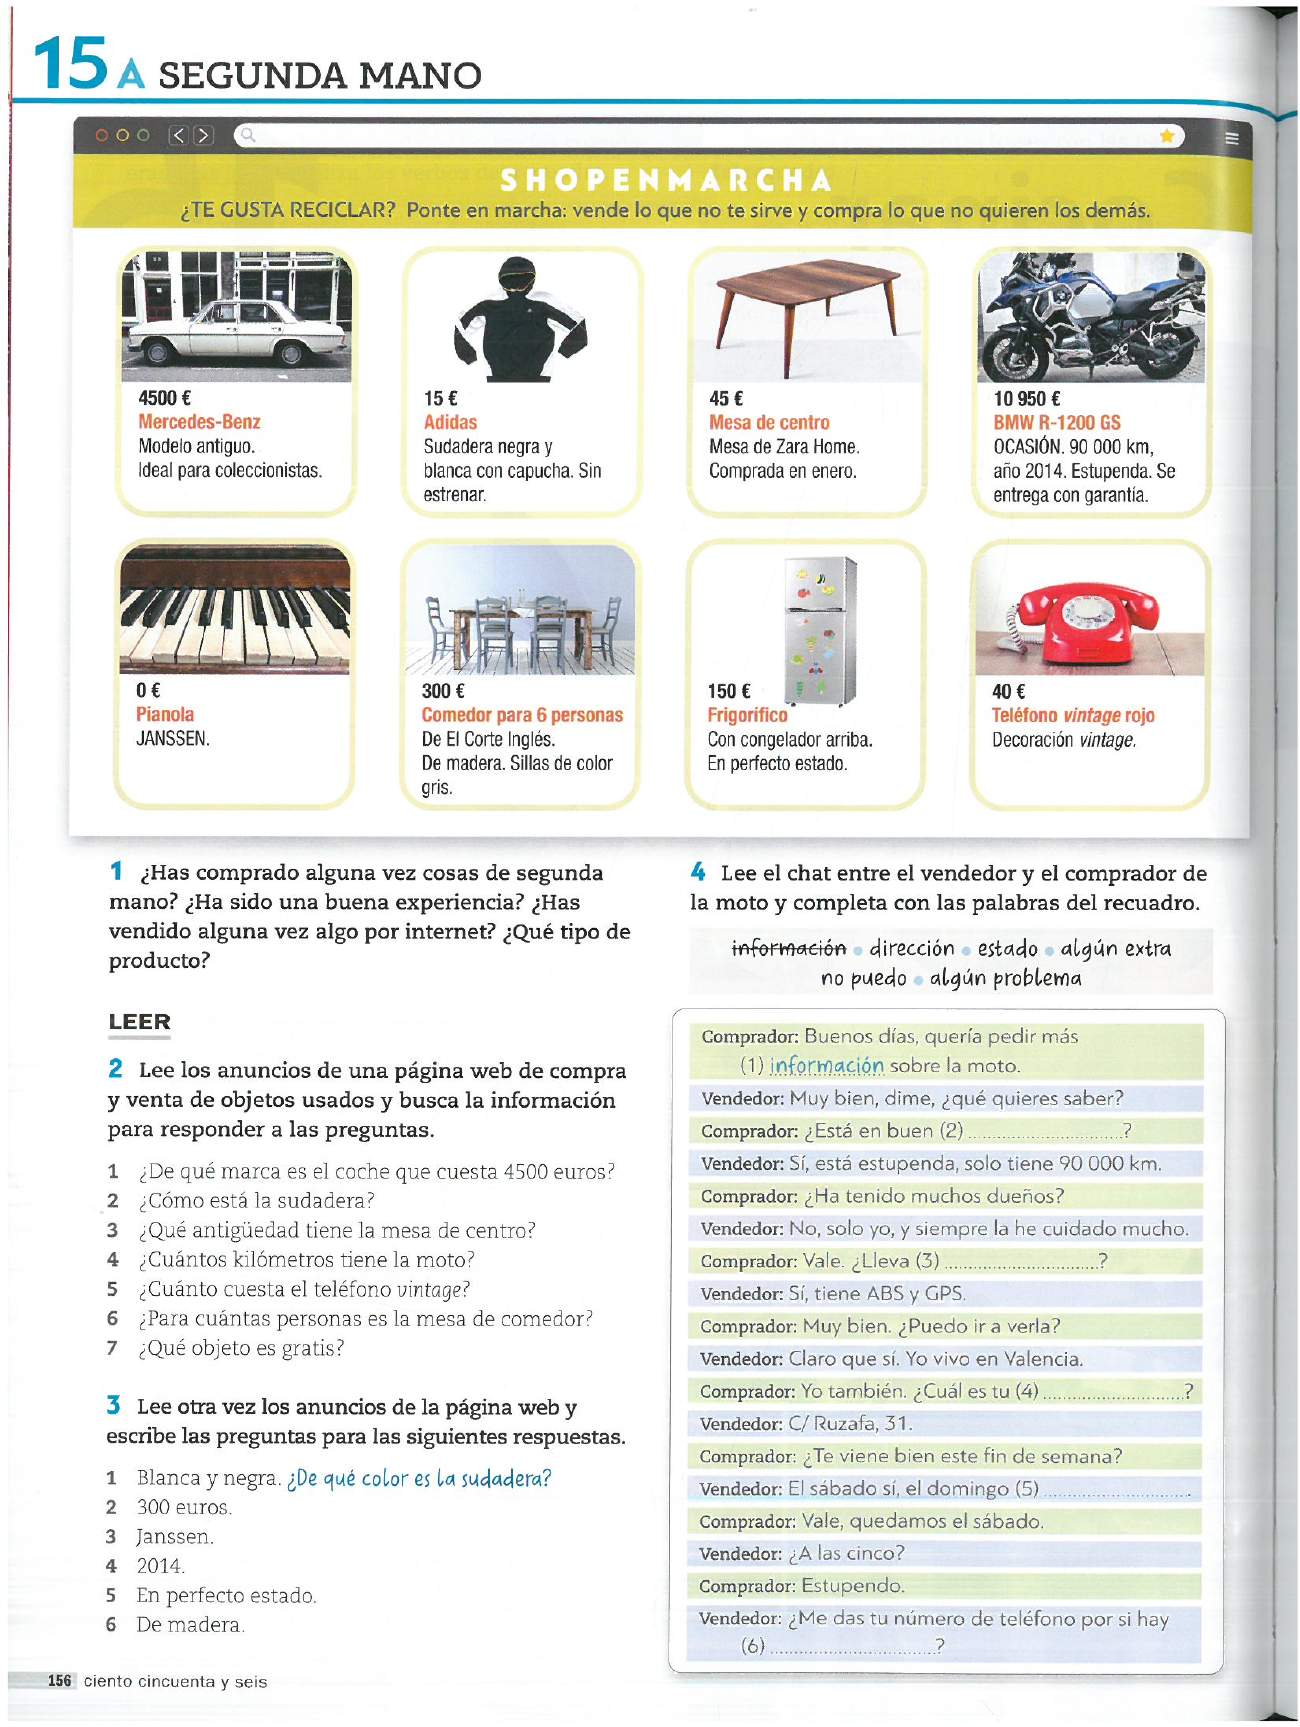 15 A SEGUNDA MANO
SHOPENMARCHA
¿TE GUSTA RECICLAR? Ponte en marcha: vende lo que no te sirve y compra lo que no quieren los demás.
4500 €
Mercedes-Benz
Modelo antiguo.
Ideal para coleccionistas.
15 €
Adidas
Sudadera negra y
blanca con capucha. Sin
estrenar.
45 €
Mesa de centro
Mesa de Zara Home.
Comprada en enero.
10 950 €
BMW R-1200 GS
OCASIÓN. 90 000 km,
año 2014. Estupenda. Se
entrega con garantía.
0 €
Pianola
JANSSEN.
300 €
Comedor para 6 personas
De El Corte Inglés.
De madera. Sillas de color
gris.
150 €
Frigorífico
Con congelador arriba.
En perfecto estado.
40 €
Teléfono vintage rojo
Decoración vintage.
1 ¿Has comprado alguna vez cosas de segunda
mano? ¿Ha sido una buena experiencia? ¿Has
vendido alguna vez algo por internet? ¿Qué tipo de
producto?
LEER
2 Lee los anuncios de una página web de compra
y venta de objetos usados y busca la información
para responder a las preguntas.
1 ¿De qué marca es el coche que cuesta 4500 euros?
2 ¿Cómo está la sudadera?
3 ¿Qué antigüedad tiene la mesa de centro?
4 ¿Cuántos kilómetros tiene la moto?
5 ¿Cuánto cuesta el teléfono vintage?
6 ¿Para cuántas personas es la mesa de comedor?
7 ¿Qué objeto es gratis?
3 Lee otra vez los anuncios de la página web y
escribe las preguntas para las siguientes respuestas.
1 Blanca y negra. ¿De qué color es la sudadera?
2 300 euros.
3 Janssen.
4 2014.
5 En perfecto estado.
6 De madera.
4 Lee el chat entre el vendedor y el comprador de
la moto y completa con las palabras del recuadro.
información • dirección • estado • algún extra
no puedo • algún problema
Comprador: Buenos días, quería pedir más
(1) información sobre la moto.
Vendedor: Muy bien, dime, ¿qué quieres saber?
Comprador: ¿Está en buen (2) ................................?
Vendedor: Sí, está estupenda, solo tiene 90 000 km.
Comprador: ¿Ha tenido muchos dueños?
Vendedor: No, solo yo, y siempre la he cuidado mucho.
Comprador: Vale. ¿Lleva (3) ................................?
Vendedor: Sí, tiene ABS y GPS.
Comprador: Muy bien. ¿Puedo ir a verla?
Vendedor: Claro que sí. Yo vivo en Valencia.
Comprador: Yo también. ¿Cuál es tu (4) .............................?
Vendedor: C/ Ruzafa, 31.
Comprador: ¿Te viene bien este fin de semana?
Vendedor: El sábado sí, el domingo (5) ...............................
Comprador: Vale, quedamos el sábado.
Vendedor: ¿A las cinco?
Comprador: Estupendo.
Vendedor: ¿Me das tu número de teléfono por si hay
(6) ..................................?
156 ciento cincuenta y seis